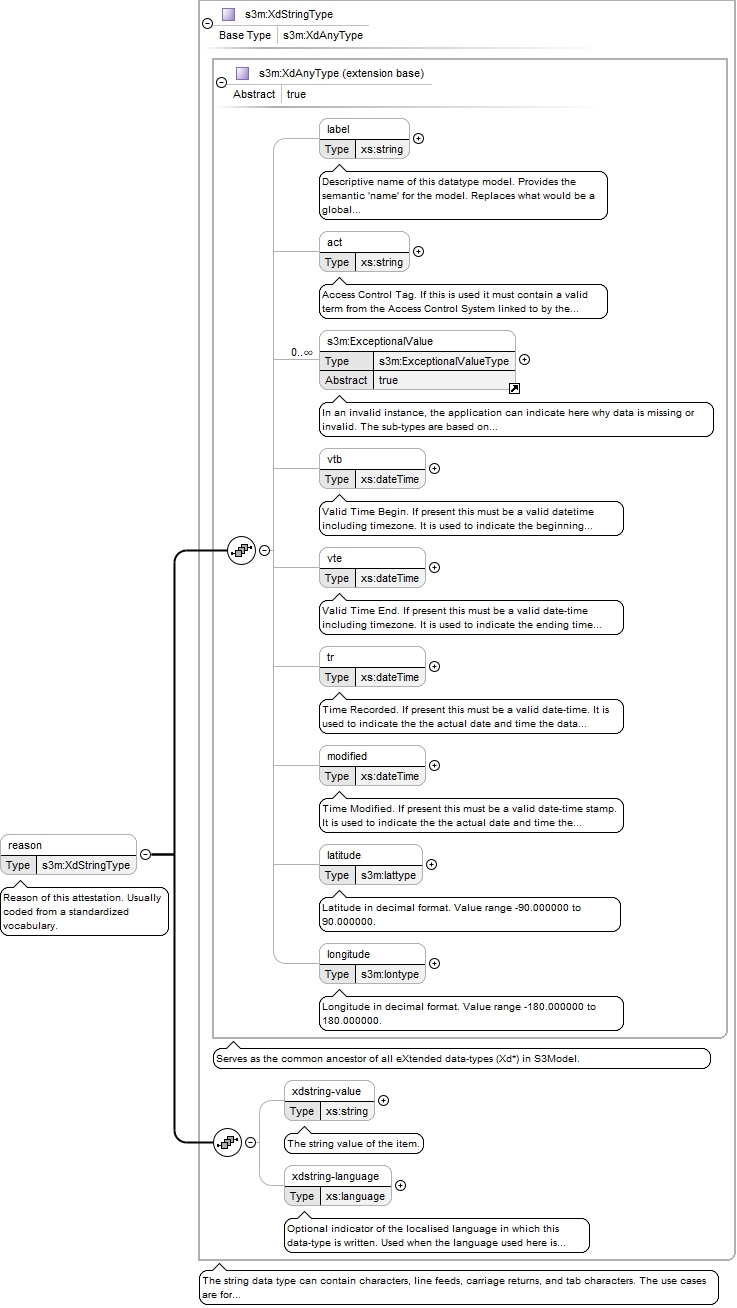 s3m:XdStringType
Base Type s3m:XdAnyType
s3m:XdAnyType (extension base)
Abstract true
label
Type xs:string
Descriptive name of this datatype model. Provides the
semantic 'name' for the model. Replaces what would be a
global...
act
Type xs:string
Access Control Tag. If this is used it must contain a valid
term from the Access Control System linked to by the...
0..∞
s3m:ExceptionalValue
Type s3m:ExceptionalValueType
Abstract true
In an invalid instance, the application can indicate here why data is missing or
invalid. The sub-types are based on...
vtb
Type xs:dateTime
Valid Time Begin. If present this must be a valid datetime
including timezone. It is used to indicate the beginning...
vte
Type xs:dateTime
Valid Time End. If present this must be a valid date-time
including timezone. It is used to indicate the ending time...
tr
Type xs:dateTime
Time Recorded. If present this must be a valid date-time. It is
used to indicate the the actual date and time the data...
modified
Type xs:dateTime
Time Modified. If present this must be a valid date-time stamp.
It is used to indicate the the actual date and time the...
reason
Type s3m:XdStringType
Reason of this attestation. Usually
coded from a standardized
vocabulary.
latitude
Type s3m:lattype
Latitude in decimal format. Value range -90.000000 to
90.000000.
longitude
Type s3m:lontype
Longitude in decimal format. Value range -180.000000 to
180.000000.
Serves as the common ancestor of all eXtended data-types (Xd*) in S3Model.
xdstring-value
Type xs:string
The string value of the item.
xdstring-language
Type xs:language
Optional indicator of the localised language in which this
data-type is written. Used when the language used here is...
The string data type can contain characters, line feeds, carriage returns, and tab characters. The use cases
are for...